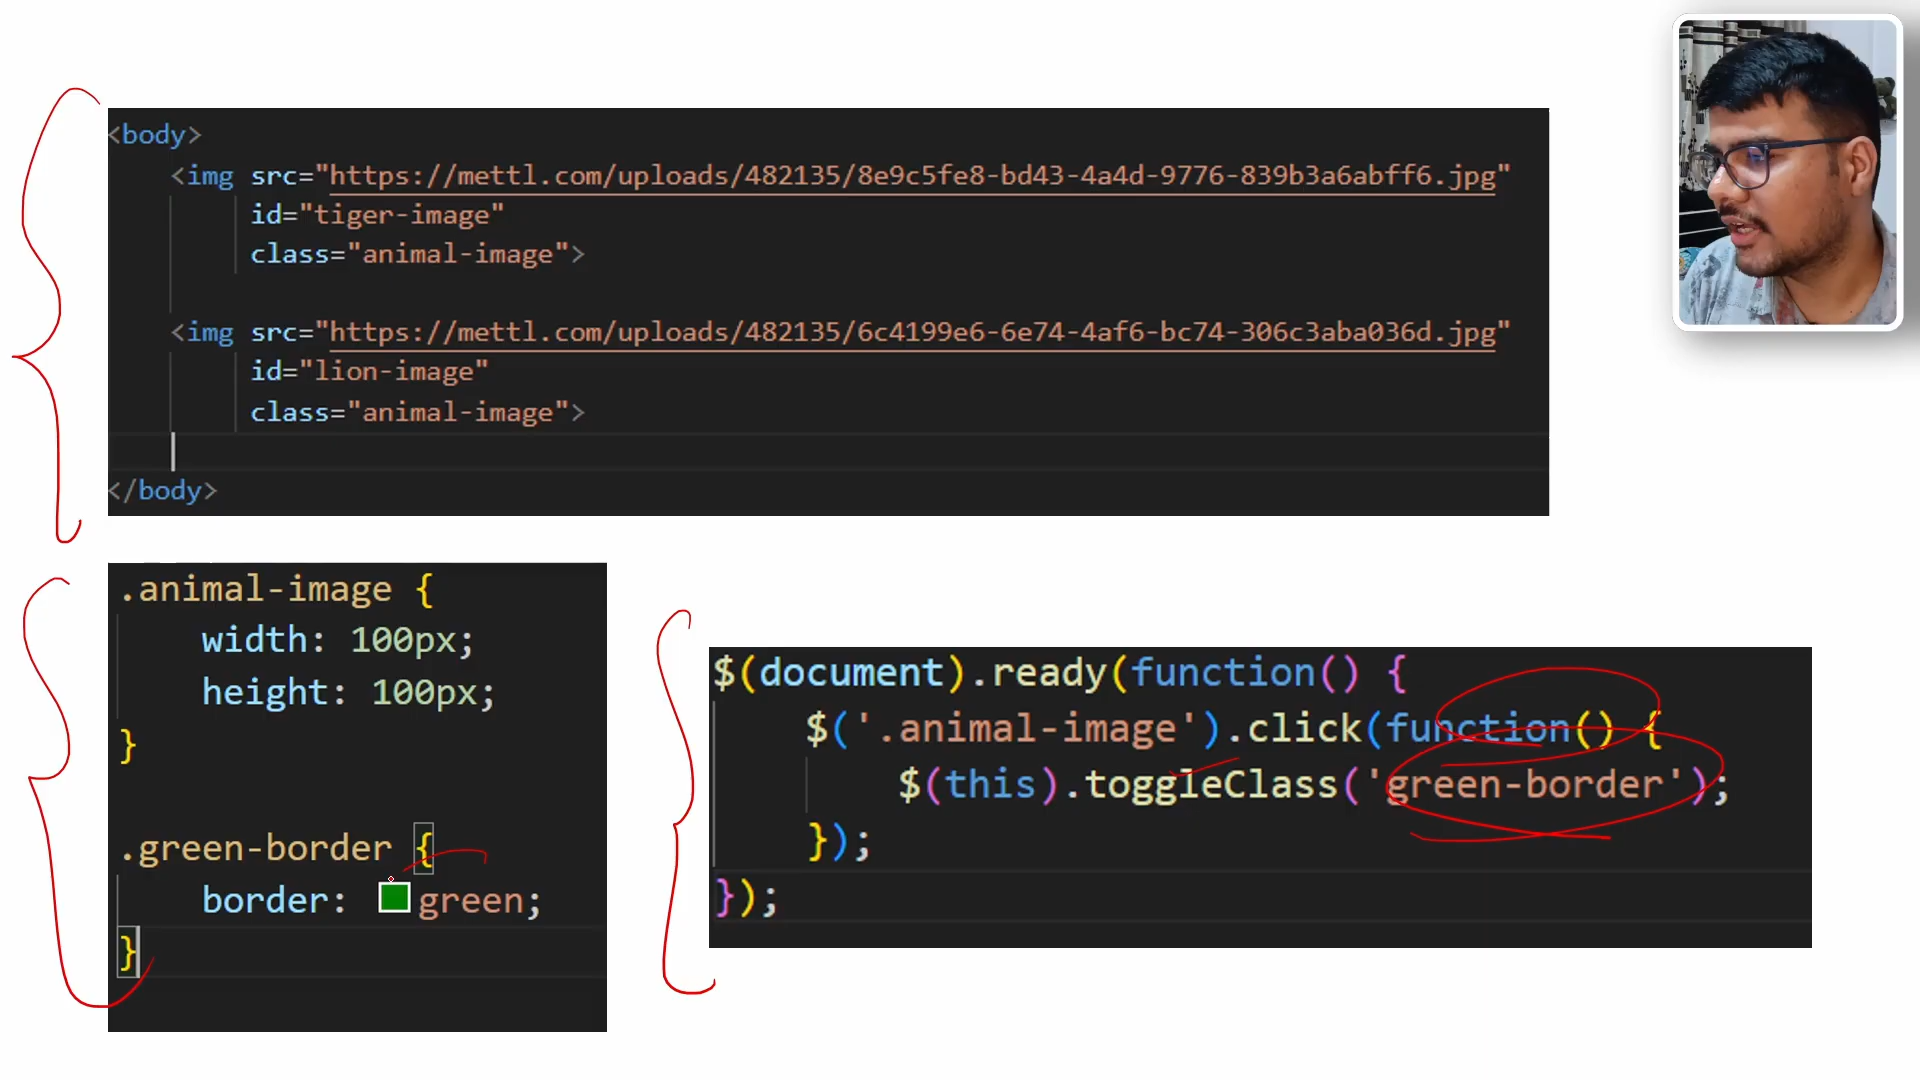 <body>
<img src="https://mettl.com/uploads/482135/8e9c5fe8-bd43-4a4d-9776-839b3a6abff6.jpg"
id="tiger-image"
class="animal-image">
<img src="https://mettl.com/uploads/482135/6c4199e6-6e74-4af6-bc74-306c3aba036d.jpg"
id="lion-image"
class="animal-image">
</body>
.animal-image {
width: 100px;
height: 100px;
}
.green-border {
border: green;
}
$(document).ready(function() {
$('.animal-image').click(function() {
$(this).toggleClass('green-border');
});
});